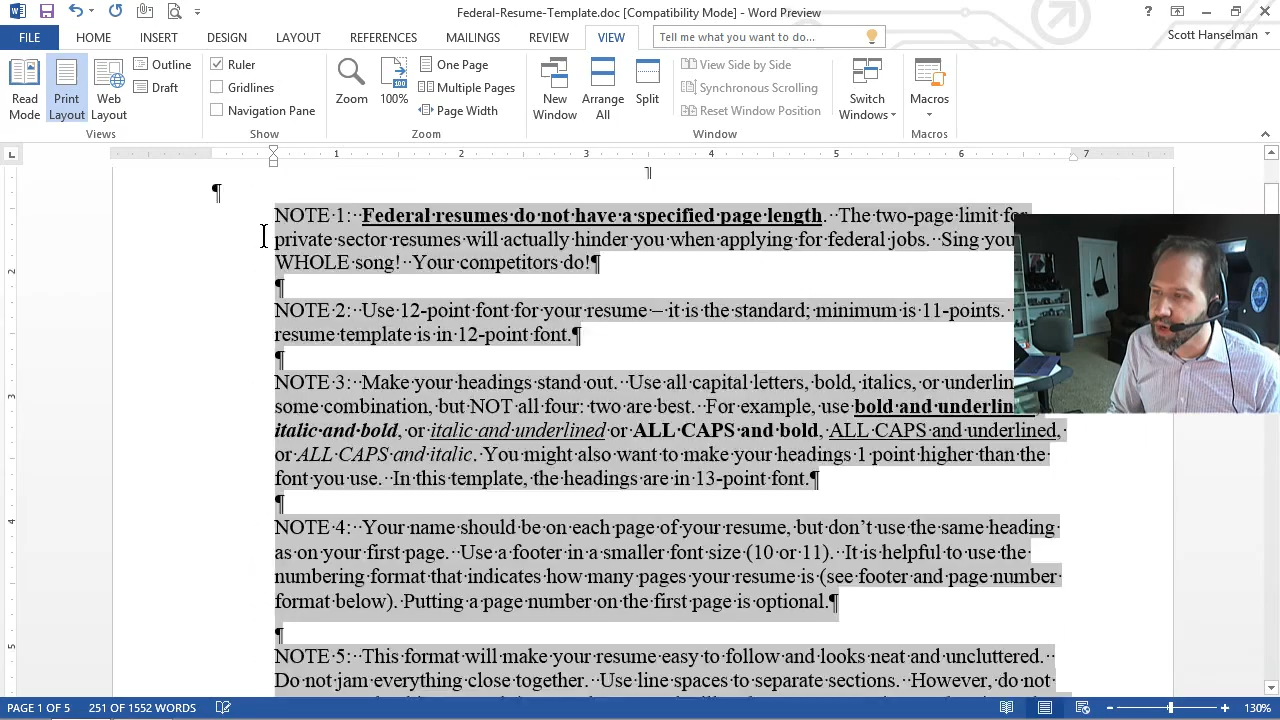 Federal-Resume-Template.doc [Compatibility Mode] - Word Preview
Scott Hanselman
FILE HOME INSERT DESIGN LAYOUT REFERENCES MAILINGS REVIEW VIEW Tell me what you want to do...
Read Mode
Print Layout
Web Layout
Outline
Draft
Views
Ruler
Gridlines
Navigation Pane
Show
Zoom
100%
One Page
Multiple Pages
Page Width
Zoom
New Window
Arrange All
Split
View Side by Side
Synchronous Scrolling
Reset Window Position
Window
Switch Windows
Macros
Macros
1 2 3 4 5 6 7
¶
¶
NOTE·1:··Federal·resumes·do·not·have·a·specified·page·length.··The·two-page·limit·for·
private·sector·resumes·will·actually·hinder·you·when·applying·for·federal·jobs.··Sing·you
WHOLE·song!··Your·competitors·do!¶
¶
NOTE·2:··Use·12-point·font·for·your·resume·–·it·is·the·standard;·minimum·is·11-points.··
resume·template·is·in·12-point·font.¶
¶
NOTE·3:··Make·your·headings·stand·out.··Use·all·capital·letters,·bold,·italics,·or·underlin
some·combination,·but·NOT·all·four:·two·are·best.··For·example,·use·bold·and·underlin
italic·and·bold,·or·italic·and·underlined·or·ALL·CAPS·and·bold,·ALL·CAPS·and·underlined,·
or·ALL·CAPS·and·italic.·You·might·also·want·to·make·your·headings·1·point·higher·than·the·
font·you·use.··In·this·template,·the·headings·are·in·13-point·font.¶
¶
NOTE·4:··Your·name·should·be·on·each·page·of·your·resume,·but·don't·use·the·same·heading·
as·on·your·first·page.··Use·a·footer·in·a·smaller·font·size·(10·or·11).··It·is·helpful·to·use·the·
numbering·format·that·indicates·how·many·pages·your·resume·is·(see·footer·and·page·number·
format·below).·Putting·a·page·number·on·the·first·page·is·optional.¶
¶
NOTE·5:··This·format·will·make·your·resume·easy·to·follow·and·looks·neat·and·uncluttered.··
Do·not·jam·everything·close·together.··Use·line·spaces·to·separate·sections.··However,·do·not·
2
3
4
5
PAGE 1 OF 5 251 OF 1552 WORDS 130%